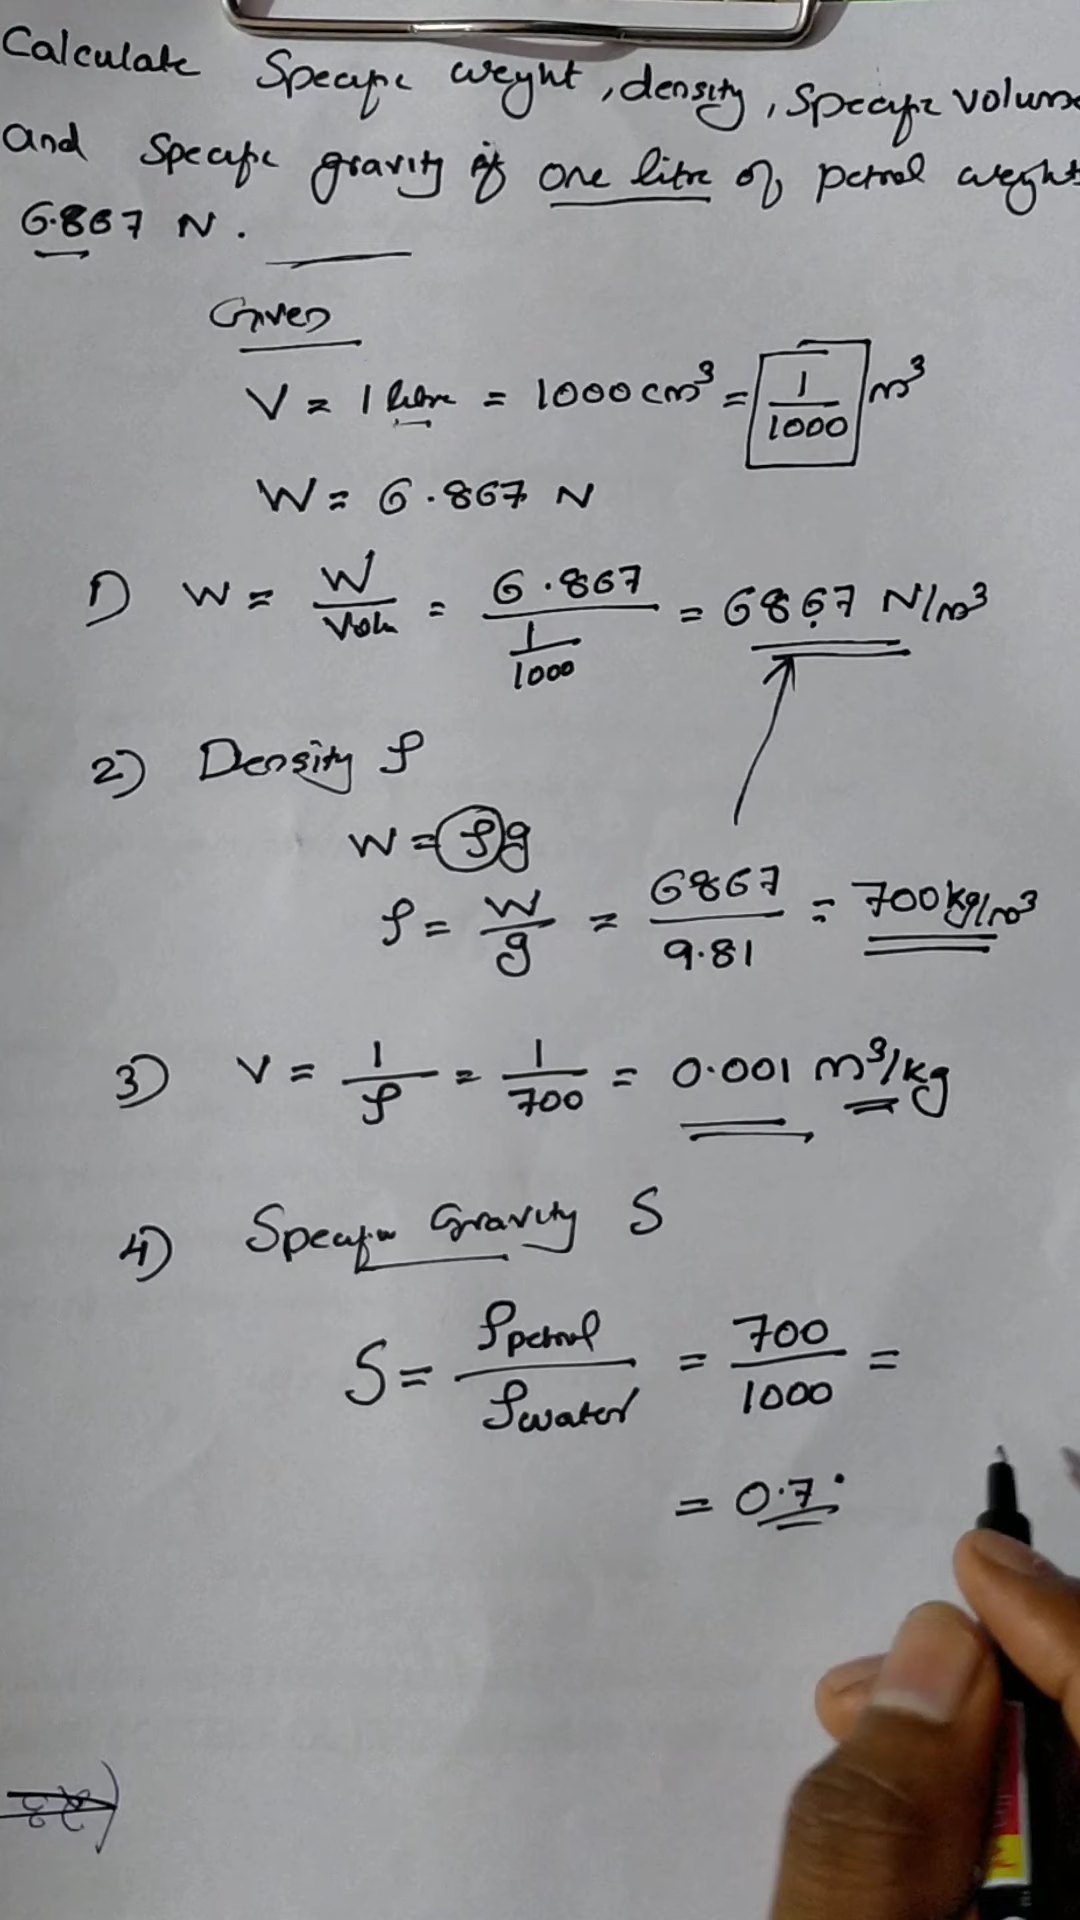 Calculate Specific weight, density, Specific volume
and Specific gravity of one litre of petrol weight
6.867 N.
Given
V = 1 litre = 1000 cm³ = 1/1000 m³
W = 6.867 N
1) W = W/Volu = 6.867/(1/1000) = 6867 N/m³
2) Density ρ
W = ρg
ρ = W/g = 6867/9.81 = 700 kg/m³
3) V = 1/ρ = 1/700 = 0.001 m³/kg
4) Specific Gravity S
S = ρpetrol/ρwater = 700/1000 =
= 0.7